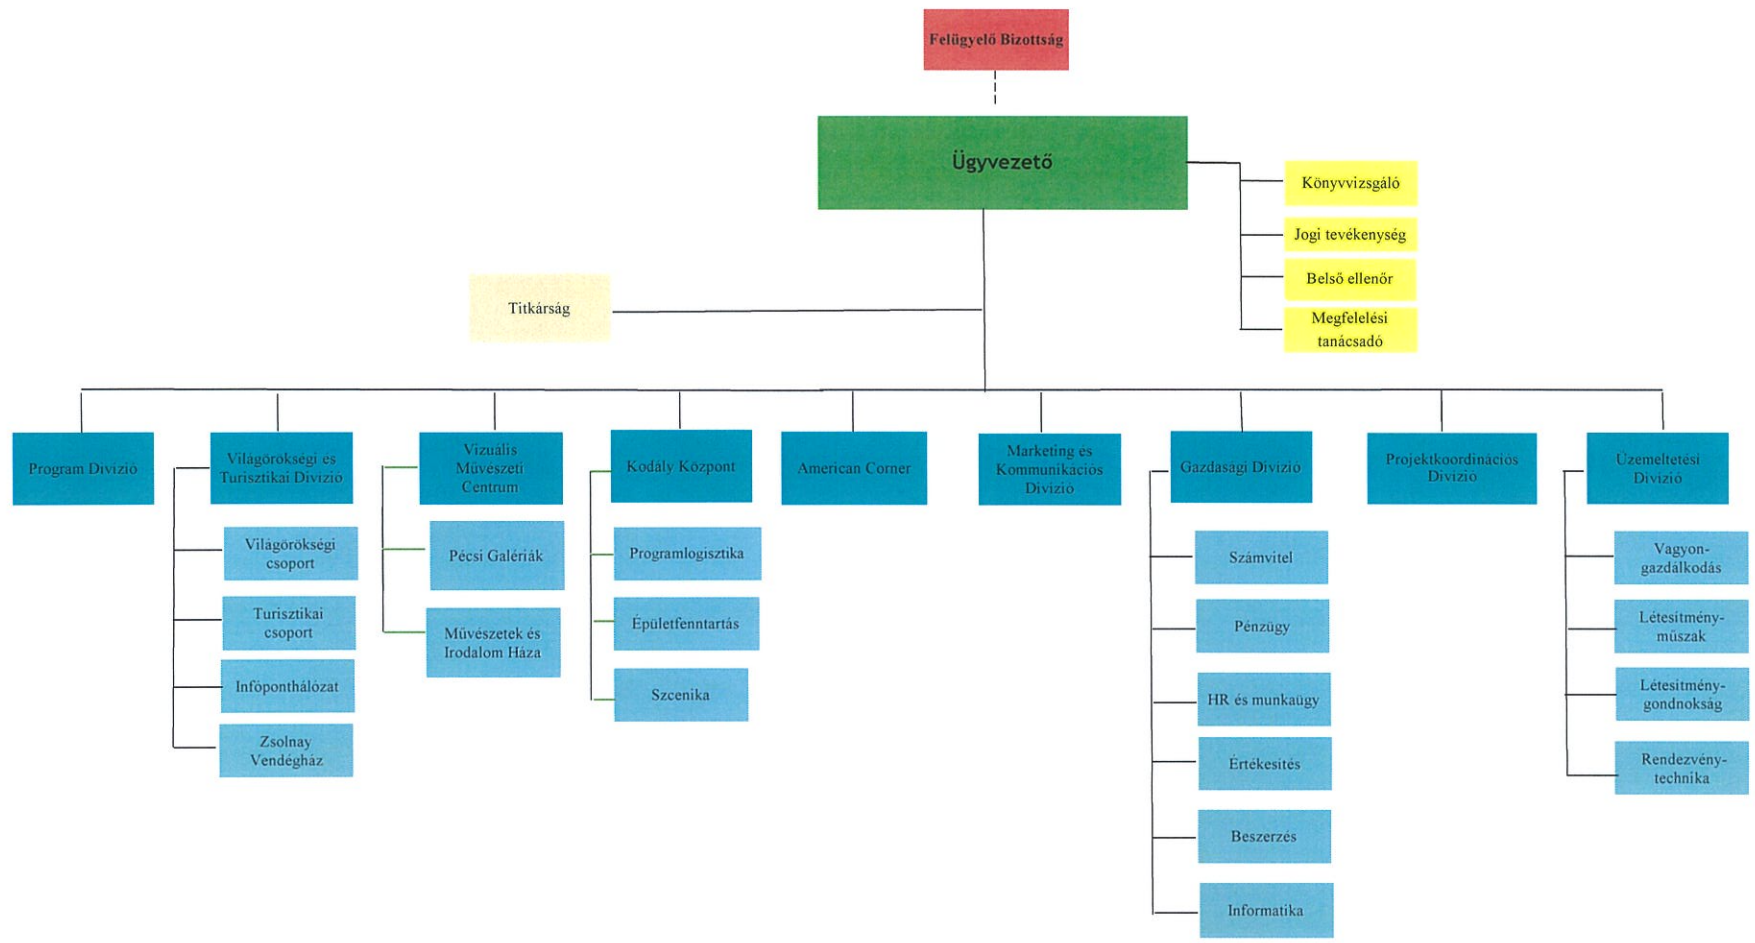 Felügyelő Bizottság
Ügyvezető
Könyvvizsgáló
Jogi tevékenység
Belső ellenőr
Megfelelési
tanácsadó
Titkárság
Program Divízió
Világörökségi és
Turisztikai Divízió
Világörökségi
csoport
Turisztikai
csoport
Infóponthálózat
Zsolnay
Vendégház
Vizuális
Művészeti
Centrum
Pécsi Galériák
Művészetek és
Irodalom Háza
Kodály Központ
Programlogisztika
Épületfenntartás
Szcenika
American Corner
Marketing és
Kommunikációs
Divízió
Gazdasági Divízió
Számvitel
Pénzügy
HR és munkaügy
Értékesítés
Beszerzés
Informatika
Projektkoordinációs
Divízió
Üzemeltetési
Divízió
Vagyon-
gazdálkodás
Létesítmény-
műszak
Létesítmény-
gondnokság
Rendezvény-
technika